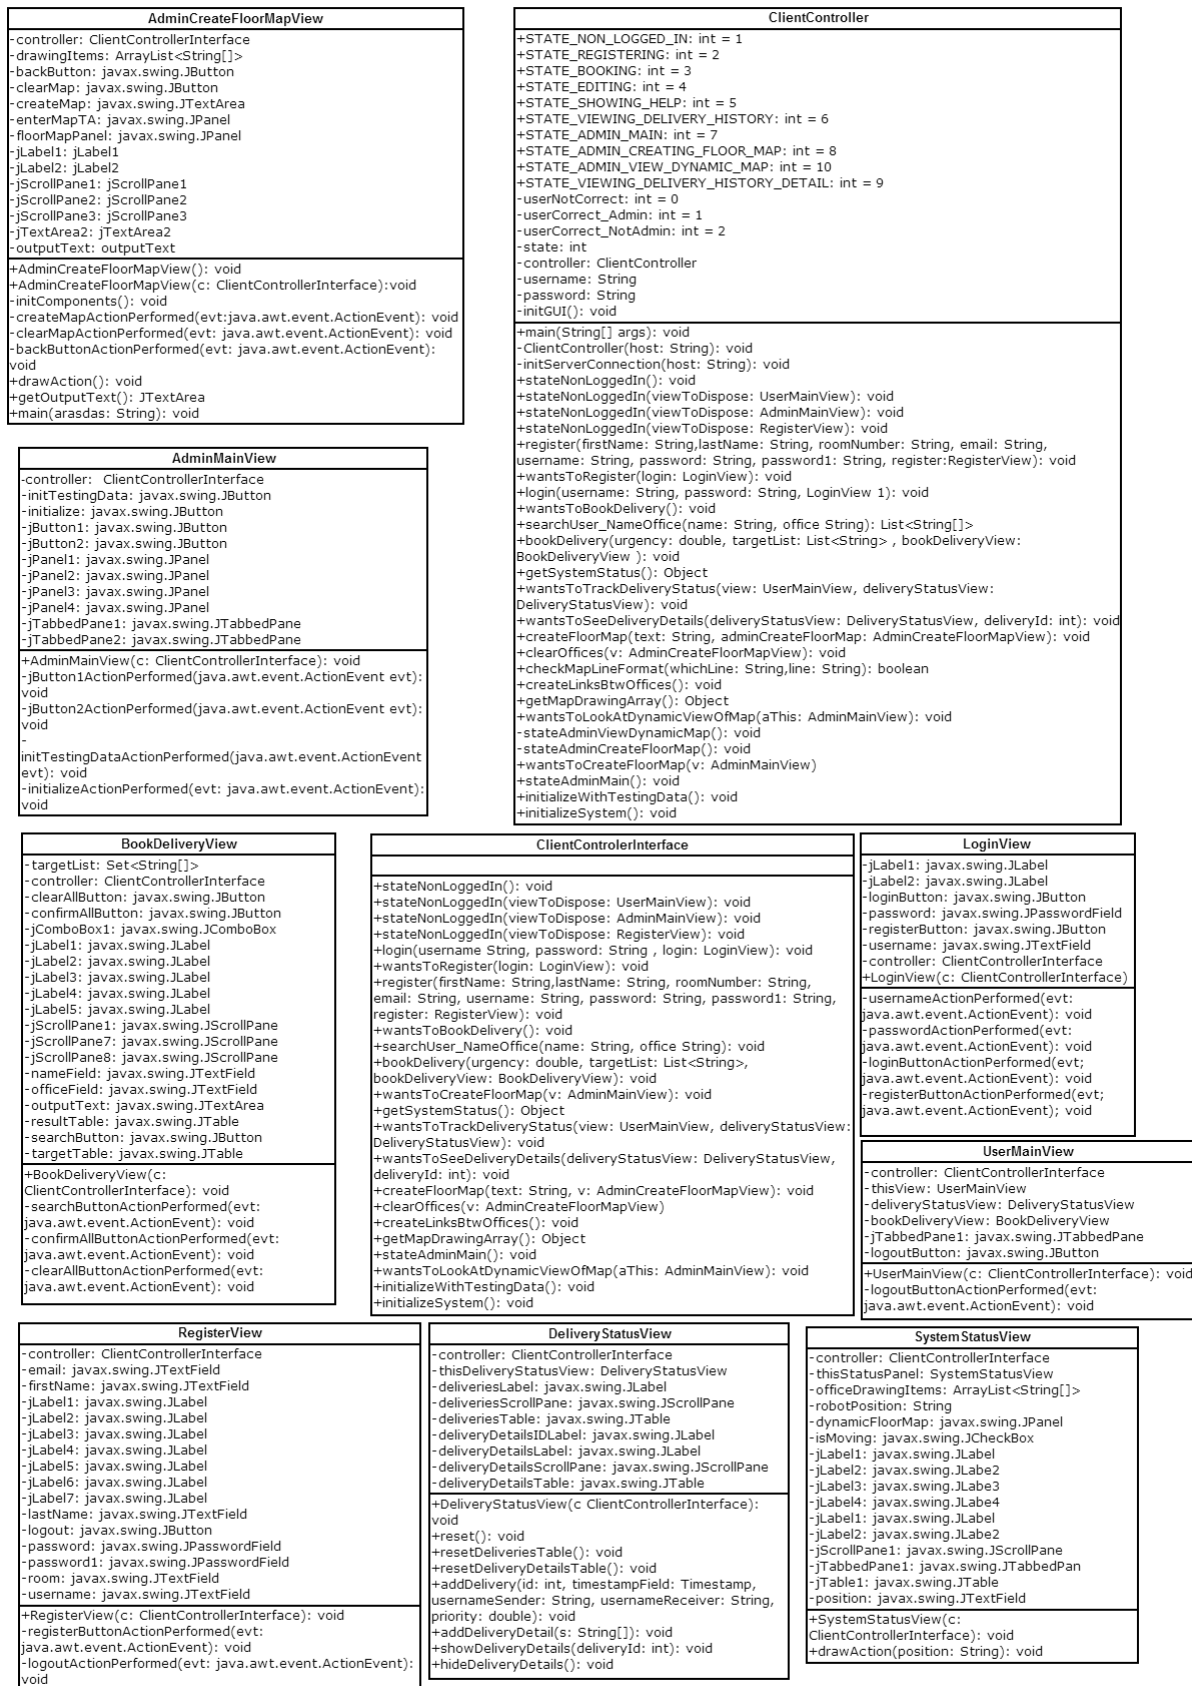 AdminCreateFloorMapView
-controller: ClientControllerInterface
-drawingItems: ArrayList<String[]>
-backButton: javax.swing.JButton
-clearMap: javax.swing.JButton
-createMap: javax.swing.JTextArea
-enterMapTA: javax.swing.JPanel
-floorMapPanel: javax.swing.JPanel
-jLabel1: jLabel1
-jLabel2: jLabel2
-jScrollPane1: jScrollPane1
-jScrollPane2: jScrollPane2
-jScrollPane3: jScrollPane3
-jTextArea2: jTextArea2
-outputText: outputText
+AdminCreateFloorMapView(): void
+AdminCreateFloorMapView(c: ClientControllerInterface):void
-initComponents(): void
-createMapActionPerformed(evt:java.awt.event.ActionEvent): void
-clearMapActionPerformed(evt: java.awt.event.ActionEvent): void
-backButtonActionPerformed(evt: java.awt.event.ActionEvent):
void
+drawAction(): void
+getOutputText(): JTextArea
+main(arasdas: String): void
ClientController
+STATE_NON_LOGGED_IN: int = 1
+STATE_REGISTERING: int = 2
+STATE_BOOKING: int = 3
+STATE_EDITING: int = 4
+STATE_SHOWING_HELP: int = 5
+STATE_VIEWING_DELIVERY_HISTORY: int = 6
+STATE_ADMIN_MAIN: int = 7
+STATE_ADMIN_CREATING_FLOOR_MAP: int = 8
+STATE_ADMIN_VIEW_DYNAMIC_MAP: int = 10
+STATE_VIEWING_DELIVERY_HISTORY_DETAIL: int = 9
-userNotCorrect: int = 0
-userCorrect_Admin: int = 1
-userCorrect_NotAdmin: int = 2
-state: int
-controller: ClientController
-username: String
-password: String
-initGUI(): void
+main(String[] args): void
-ClientController(host: String): void
-initServerConnection(host: String): void
+stateNonLoggedIn(): void
+stateNonLoggedIn(viewToDispose: UserMainView): void
+stateNonLoggedIn(viewToDispose: AdminMainView): void
+stateNonLoggedIn(viewToDispose: RegisterView): void
+register(firstName: String,lastName: String, roomNumber: String, email: String,
username: String, password: String, password1: String, register:RegisterView): void
+wantsToRegister(login: LoginView): void
+login(username: String, password: String, LoginView 1): void
+wantsToBookDelivery(): void
+searchUser_NameOffice(name: String, office String): List<String[]>
+bookDelivery(urgency: double, targetList: List<String> , bookDeliveryView:
BookDeliveryView ): void
+getSystemStatus(): Object
+wantsToTrackDeliveryStatus(view: UserMainView, deliveryStatusView:
DeliveryStatusView): void
+wantsToSeeDeliveryDetails(deliveryStatusView: DeliveryStatusView, deliveryId: int): void
+createFloorMap(text: String, adminCreateFloorMap: AdminCreateFloorMapView): void
+clearOffices(v: AdminCreateFloorMapView): void
+checkMapLineFormat(whichLine: String,line: String): boolean
+createLinksBtwOffices(): void
+getMapDrawingArray(): Object
+wantsToLookAtDynamicViewOfMap(aThis: AdminMainView): void
-stateAdminViewDynamicMap(): void
-stateAdminCreateFloorMap(): void
+wantsToCreateFloorMap(v: AdminMainView)
+stateAdminMain(): void
+initializeWithTestingData(): void
+initializeSystem(): void
AdminMainView
-controller: ClientControllerInterface
-initTestingData: javax.swing.JButton
-initialize: javax.swing.JButton
-jButton1: javax.swing.JButton
-jButton2: javax.swing.JButton
-jPanel1: javax.swing.JPanel
-jPanel2: javax.swing.JPanel
-jPanel3: javax.swing.JPanel
-jPanel4: javax.swing.JPanel
-jTabbedPane1: javax.swing.JTabbedPane
-jTabbedPane2: javax.swing.JTabbedPane
+AdminMainView(c: ClientControllerInterface): void
-jButton1ActionPerformed(java.awt.event.ActionEvent evt):
void
-jButton2ActionPerformed(java.awt.event.ActionEvent evt):
void
-
initTestingDataActionPerformed(java.awt.event.ActionEvent
evt): void
-initializeActionPerformed(evt: java.awt.event.ActionEvent):
void
BookDeliveryView
-targetList: Set<String[]>
-controller: ClientControllerInterface
-clearAllButton: javax.swing.JButton
-confirmAllButton: javax.swing.JButton
-jComboBox1: javax.swing.JComboBox
-jLabel1: javax.swing.JLabel
-jLabel2: javax.swing.JLabel
-jLabel3: javax.swing.JLabel
-jLabel4: javax.swing.JLabel
-jLabel5: javax.swing.JLabel
-jScrollPane1: javax.swing.JScrollPane
-jScrollPane7: javax.swing.JScrollPane
-jScrollPane8: javax.swing.JScrollPane
-nameField: javax.swing.JTextField
-officeField: javax.swing.JTextField
-outputText: javax.swing.JTextArea
-resultTable: javax.swing.JTable
-searchButton: javax.swing.JButton
-targetTable: javax.swing.JTable
+BookDeliveryView(c:
ClientControllerInterface): void
-searchButtonActionPerformed(evt:
java.awt.event.ActionEvent): void
-confirmAllButtonActionPerformed(evt:
java.awt.event.ActionEvent): void
-clearAllButtonActionPerformed(evt:
java.awt.event.ActionEvent): void
ClientControlerInterface
+stateNonLoggedIn(): void
+stateNonLoggedIn(viewToDispose: UserMainView): void
+stateNonLoggedIn(viewToDispose: AdminMainView): void
+stateNonLoggedIn(viewToDispose: RegisterView): void
+login(username String, password: String , login: LoginView): void
+wantsToRegister(login: LoginView): void
+register(firstName: String,lastName: String, roomNumber: String,
email: String, username: String, password: String, password1: String,
register: RegisterView): void
+wantsToBookDelivery(): void
+searchUser_NameOffice(name: String, office String): void
+bookDelivery(urgency: double, targetList: List<String>,
bookDeliveryView: BookDeliveryView): void
+wantsToCreateFloorMap(v: AdminMainView): void
+getSystemStatus(): Object
+wantsToTrackDeliveryStatus(view: UserMainView, deliveryStatusView:
DeliveryStatusView): void
+wantsToSeeDeliveryDetails(deliveryStatusView: DeliveryStatusView,
deliveryId: int): void
+createFloorMap(text: String, v: AdminCreateFloorMapView): void
+clearOffices(v: AdminCreateFloorMapView)
+createLinksBtwOffices(): void
+getMapDrawingArray(): Object
+stateAdminMain(): void
+wantsToLookAtDynamicViewOfMap(aThis: AdminMainView): void
+initializeWithTestingData(): void
+initializeSystem(): void
LoginView
-jLabel1: javax.swing.JLabel
-jLabel2: javax.swing.JLabel
-loginButton: javax.swing.JButton
-password: javax.swing.JPasswordField
-registerButton: javax.swing.JButton
-username: javax.swing.JTextField
-controller: ClientControllerInterface
+LoginView(c: ClientControllerInterface)
-usernameActionPerformed(evt:
java.awt.event.ActionEvent): void
-passwordActionPerformed(evt:
java.awt.event.ActionEvent): void
-loginButtonActionPerformed(evt;
java.awt.event.ActionEvent): void
-registerButtonActionPerformed(evt;
java.awt.event.ActionEvent); void
UserMainView
-controller: ClientControllerInterface
-thisView: UserMainView
-deliveryStatusView: DeliveryStatusView
-bookDeliveryView: BookDeliveryView
-jTabbedPane1: javax.swing.JTabbedPane
-logoutButton: javax.swing.JButton
+UserMainView(c: ClientControllerInterface): void
-logoutButtonActionPerformed(evt:
java.awt.event.ActionEvent): void
RegisterView
-controller: ClientControllerInterface
-email: javax.swing.JTextField
-firstName: javax.swing.JTextField
-jLabel1: javax.swing.JLabel
-jLabel2: javax.swing.JLabel
-jLabel3: javax.swing.JLabel
-jLabel4: javax.swing.JLabel
-jLabel5: javax.swing.JLabel
-jLabel6: javax.swing.JLabel
-jLabel7: javax.swing.JLabel
-lastName: javax.swing.JTextField
-logout: javax.swing.JButton
-password: javax.swing.JPasswordField
-password1: javax.swing.JPasswordField
-room: javax.swing.JTextField
-username: javax.swing.JTextField
+RegisterView(c: ClientControllerInterface): void
-registerButtonActionPerformed(evt:
java.awt.event.ActionEvent): void
-logoutActionPerformed(evt: java.awt.event.ActionEvent):
void
DeliveryStatusView
-controller: ClientControllerInterface
-thisDeliveryStatusView: DeliveryStatusView
-deliveriesLabel: javax.swing.JLabel
-deliveriesScrollPane: javax.swing.JScrollPane
-deliveriesTable: javax.swing.JTable
-deliveryDetailsIDLabel: javax.swing.JLabel
-deliveryDetailsLabel: javax.swing.JLabel
-deliveryDetailsScrollPane: javax.swing.JScrollPane
-deliveryDetailsTable: javax.swing.JTable
+DeliveryStatusView(c ClientControllerInterface):
void
+reset(): void
+resetDeliveriesTable(): void
+resetDeliveryDetailsTable(): void
+addDelivery(id: int, timestampField: Timestamp,
usernameSender: String, usernameReceiver: String,
priority: double): void
+addDeliveryDetail(s: String[]): void
+showDeliveryDetails(deliveryId: int): void
+hideDeliveryDetails(): void
SystemStatusView
-controller: ClientControllerInterface
-thisStatusPanel: SystemStatusView
-officeDrawingItems: ArrayList<String[]>
-robotPosition: String
-dynamicFloorMap: javax.swing.JPanel
-isMoving: javax.swing.JCheckBox
-jLabel1: javax.swing.JLabel
-jLabel2: javax.swing.JLabe2
-jLabel3: javax.swing.JLabe3
-jLabel4: javax.swing.JLabe4
-jLabel1: javax.swing.JLabel
-jLabel2: javax.swing.JLabe2
-jScrollPane1: javax.swing.JScrollPane
-jTabbedPane1: javax.swing.JTabbedPan
-jTable1: javax.swing.JTable
-position: javax.swing.JTextField
+SystemStatusView(c:
ClientControllerInterface): void
+drawAction(position: String): void